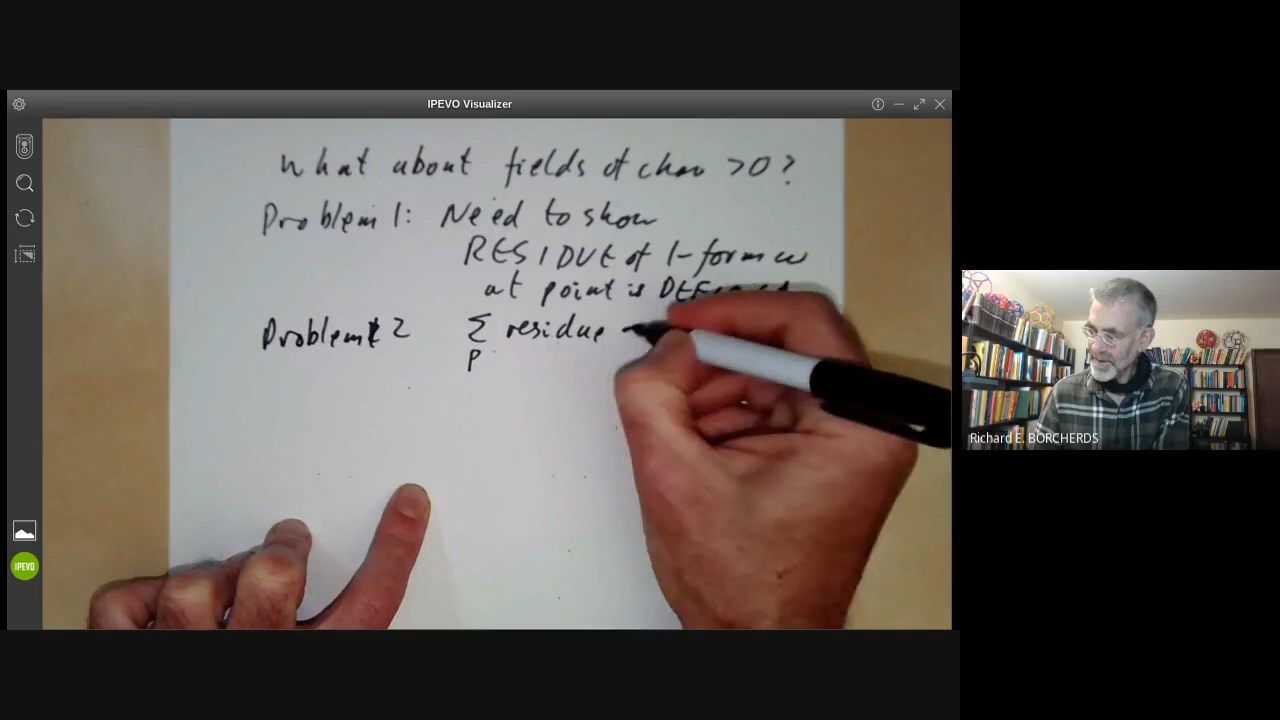 IPEVO Visualizer
What about fields of char >0?
Problem 1: Need to show
RESIDUE of 1-form ω
at point is DEFINED
Problem 2 Σ residue
P
IPEVO
Richard E. BORCHERDS